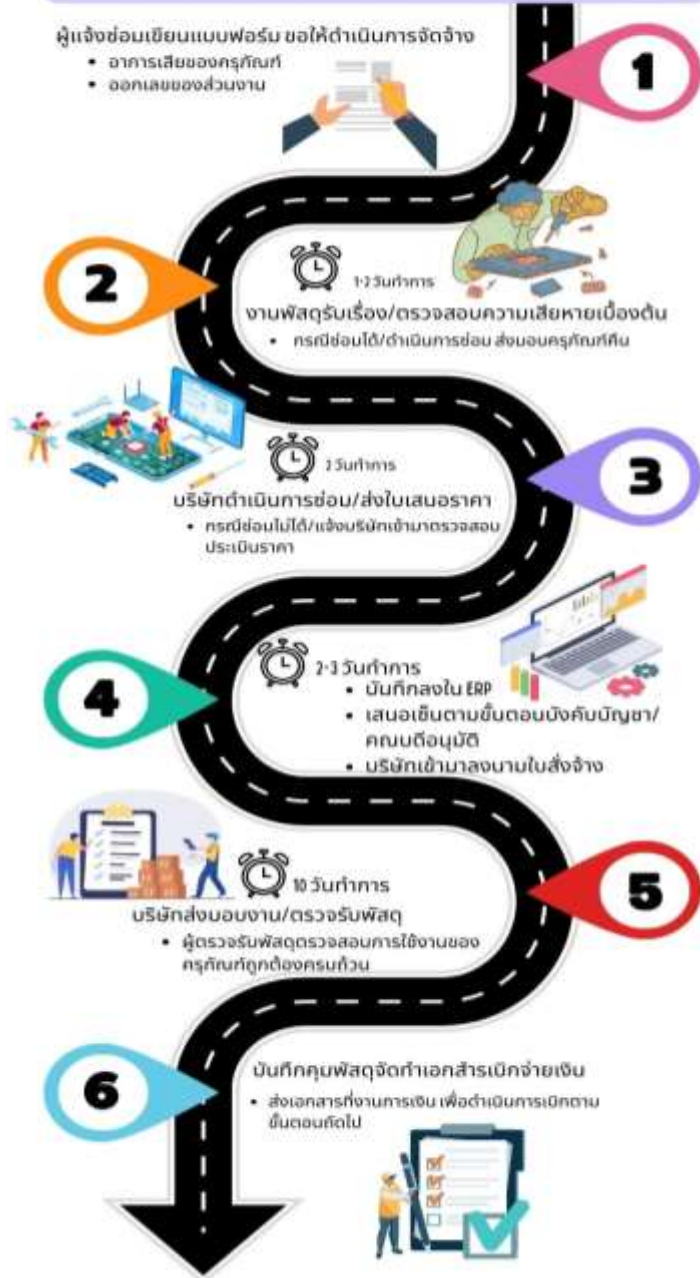 ผู้แจ้งซ่อมเขียนแบบฟอร์ม ขอให้ดำเนินการจัดจ้าง
• อาการเสียของครุภัณฑ์
• ออกเลขของส่วนงาน
1
2
1-2 วันทำการ
งานพัสดุรับเรื่อง/ตรวจสอบความเสียหายเบื้องต้น
• กรณีซ่อมได้/ดำเนินการซ่อม ส่งมอบครุภัณฑ์คืน
3
2 วันทำการ
บริษัทดำเนินการซ่อม/ส่งใบเสนอราคา
• กรณีซ่อมไม่ได้/แจ้งบริษัทเข้ามาตรวจสอบ
ประเมินราคา
4
2-3 วันทำการ
• บันทึกลงใน ERP
• เสนอเซ็นตามขั้นตอนบังคับบัญชา/
คณบดีอนุมัติ
• บริษัทเข้ามาลงนามใบสั่งจ้าง
5
10 วันทำการ
บริษัทส่งมอบงาน/ตรวจรับพัสดุ
• ผู้ตรวจรับพัสดุตรวจสอบการใช้งานของ
ครุภัณฑ์ถูกต้องครบถ้วน
6
บันทึกคุมพัสดุจัดทำเอกสารเบิกจ่ายเงิน
• ส่งเอกสารที่งานการเงิน เพื่อดำเนินการเบิกตาม
ขั้นตอนถัดไป